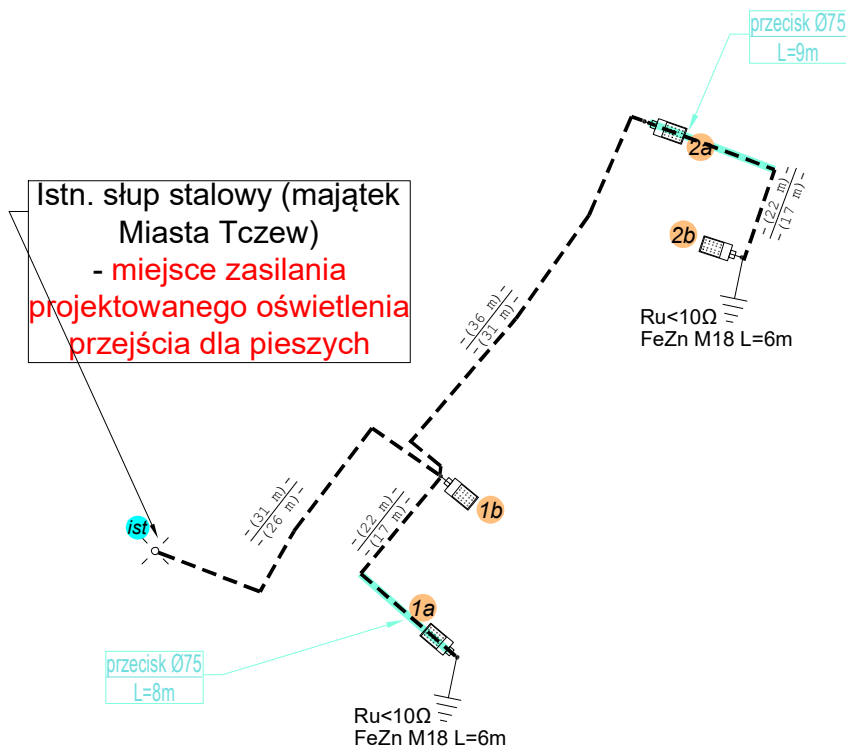 przecisk Ø75
L=9m
2a
Istn. słup stalowy (majątek
Miasta Tczew)
- miejsce zasilania
projektowanego oświetlenia
przejścia dla pieszych
-(22 m)-
-(17 m)-
2b
-(36 m)-
-(31 m)-
Ru<10Ω
FeZn M18 L=6m
1b
-(31 m)-
-(26 m)-
-(22 m)-
-(17 m)-
ist
1a
przecisk Ø75
L=8m
Ru<10Ω
FeZn M18 L=6m